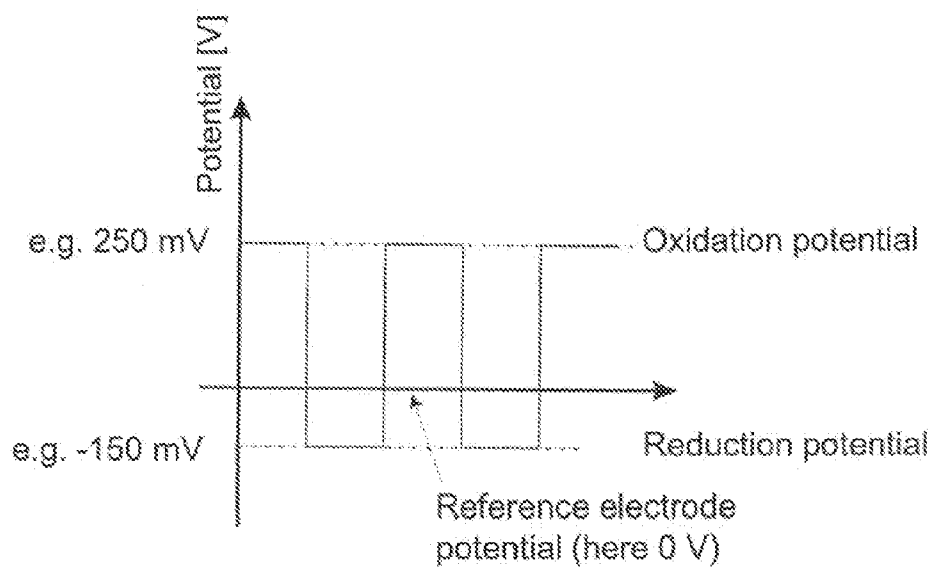 Potential [V]
e.g. 250 mV
Oxidation potential
e.g. -150 mV
Reduction potential
Reference electrode
potential (here 0 V)